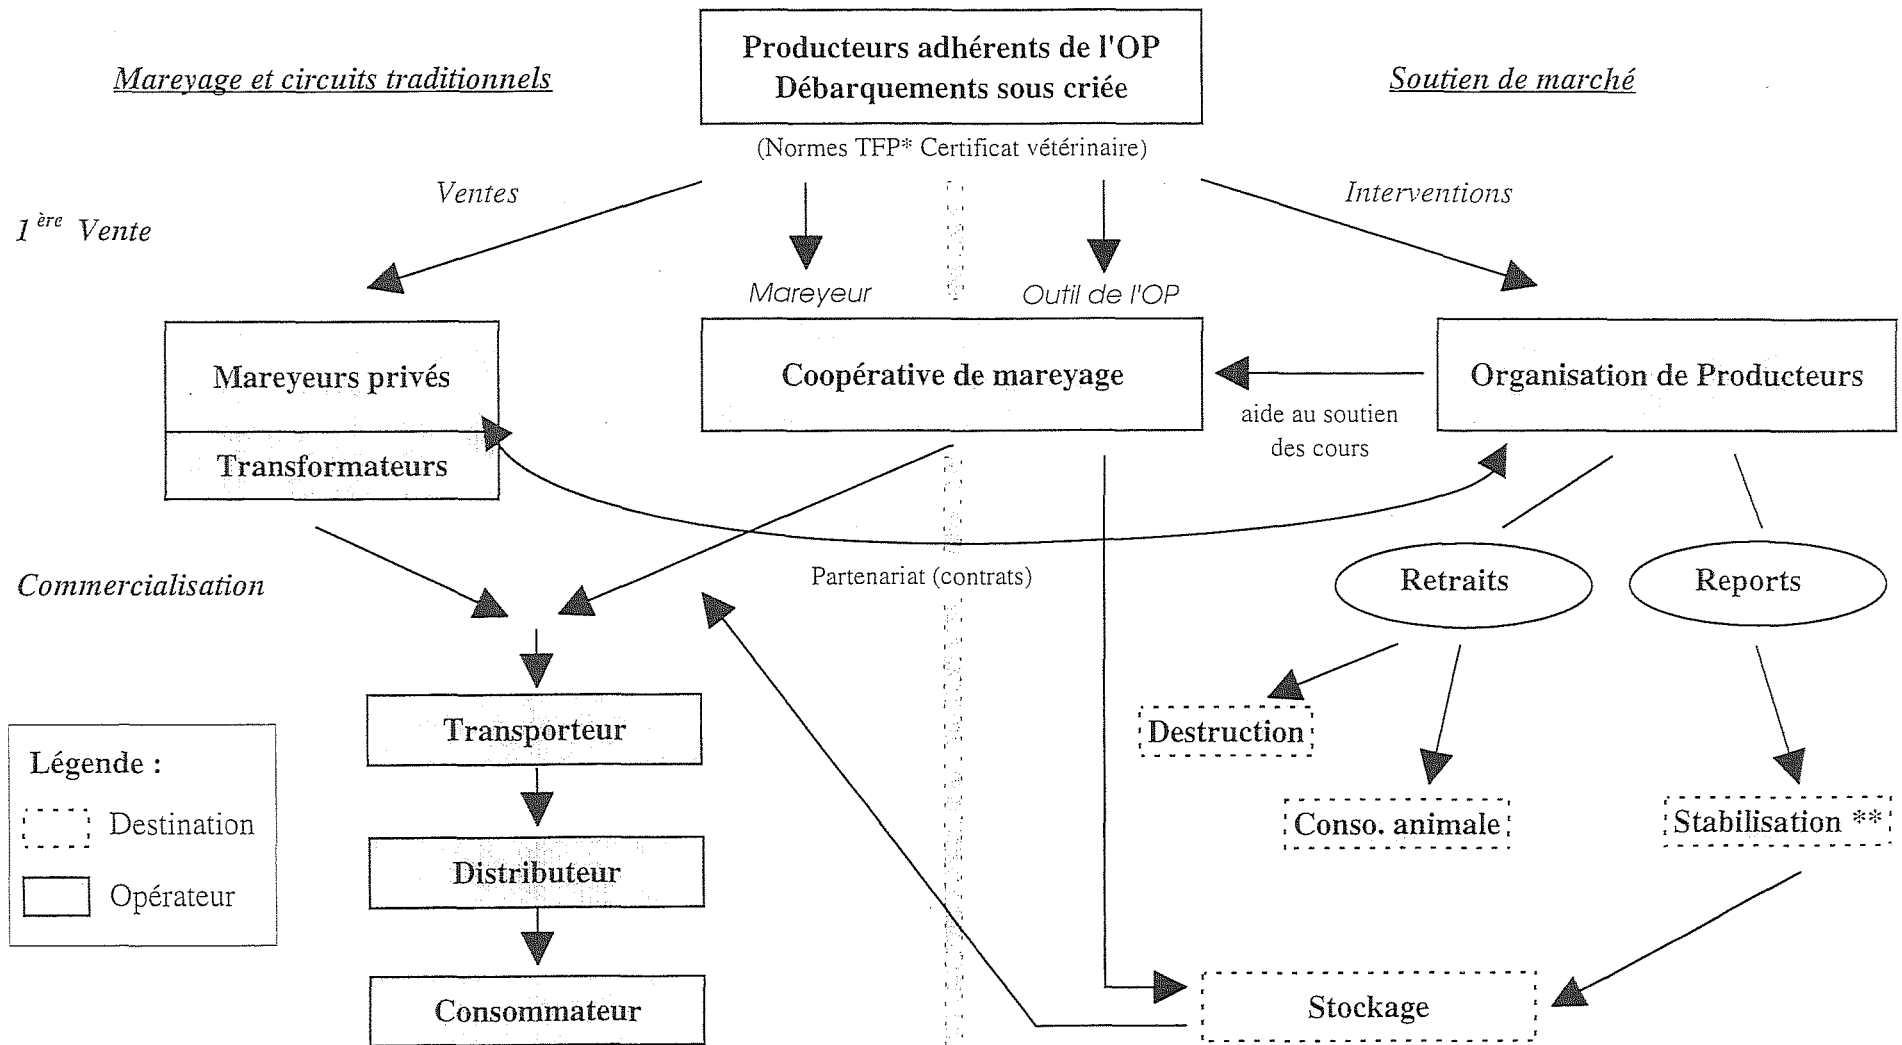 Producteurs adhérents de l'OP
Débarquements sous criée
Mareyage et circuits traditionnels
Soutien de marché
(Normes TFP* Certificat vétérinaire)
Ventes
Interventions
1ère Vente
Mareyeur
Outil de l'OP
Mareyeurs privés
Transformateurs
Coopérative de mareyage
Organisation de Producteurs
aide au soutien
des cours
Commercialisation
Partenariat (contrats)
Retraits
Reports
Transporteur
Destruction
Conso. animale
Stabilisation **
Distributeur
Consommateur
Stockage
Légende :
Destination
Opérateur